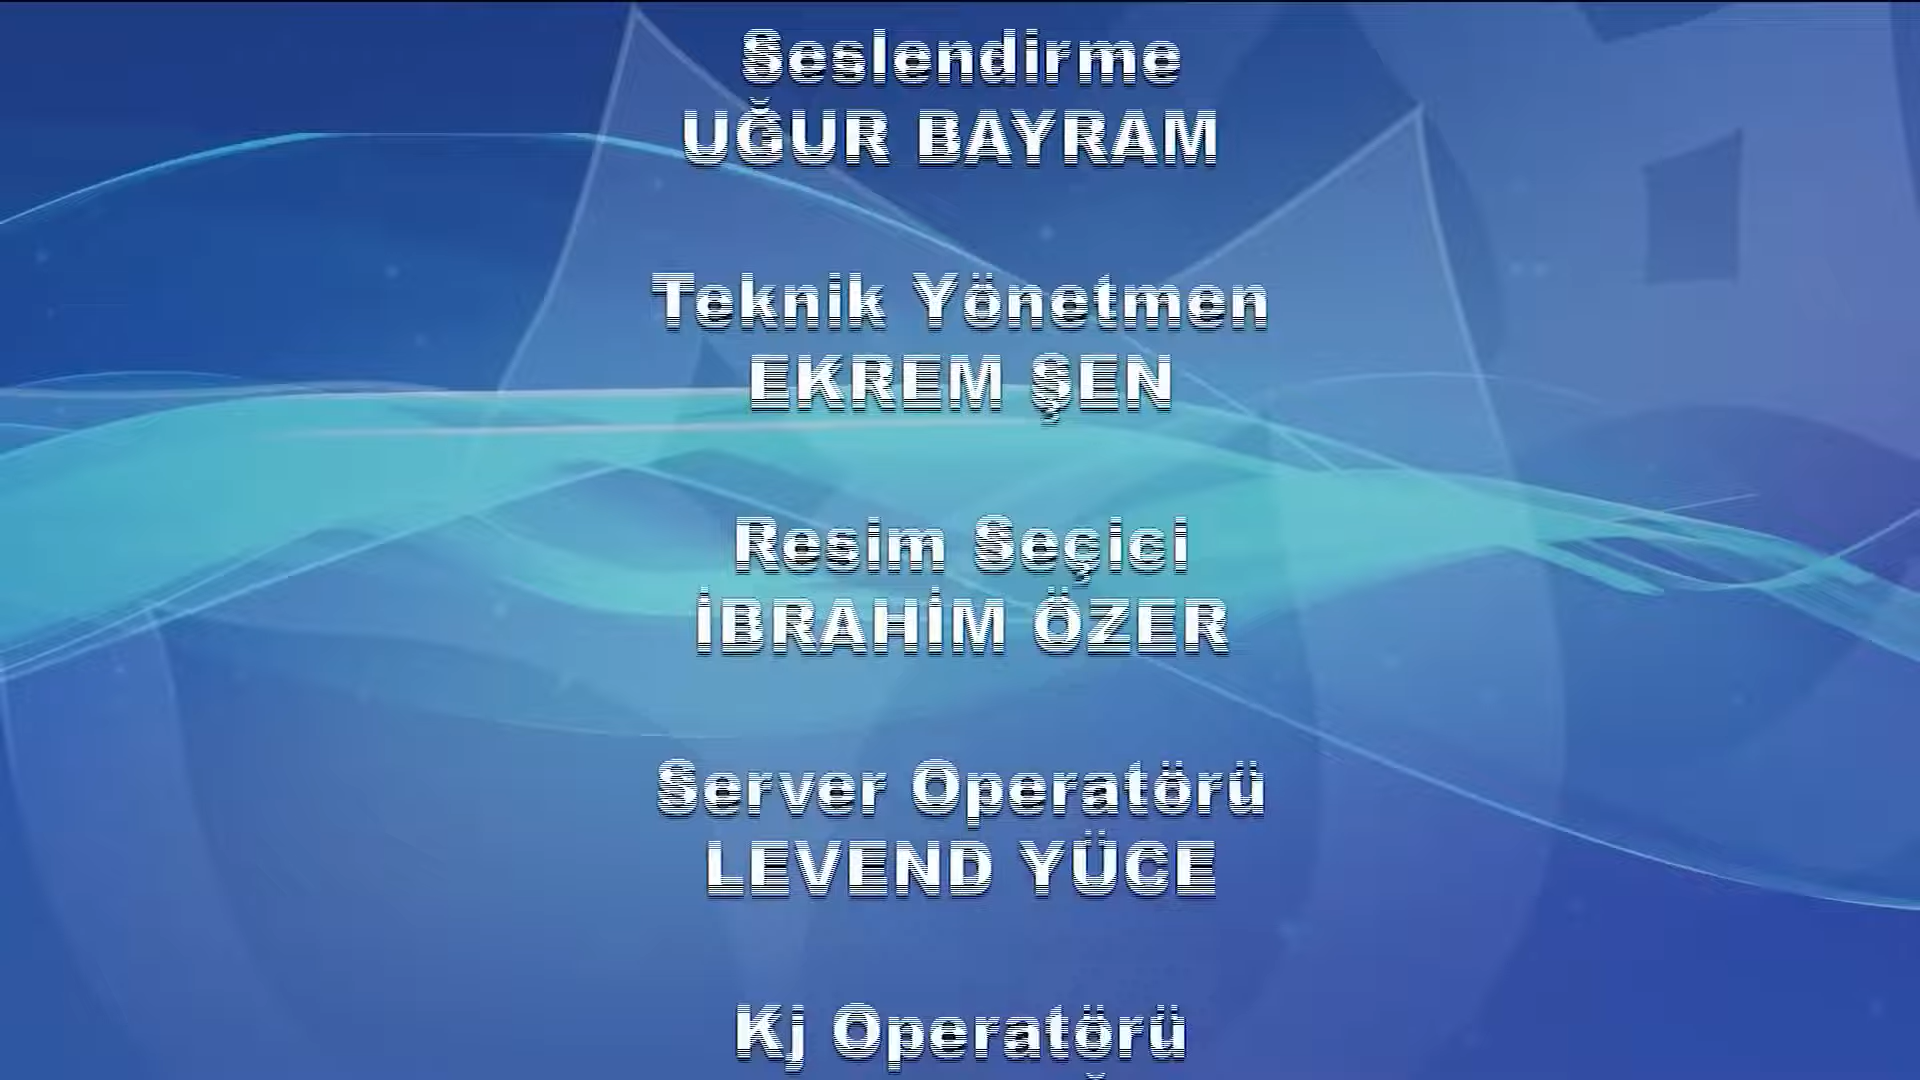 Seslendirme
UĞUR BAYRAM
Teknik Yönetmen
EKREM ŞEN
Resim Seçici
İBRAHİM ÖZER
Server Operatörü
LEVEND YÜCE
Kj Operatörü